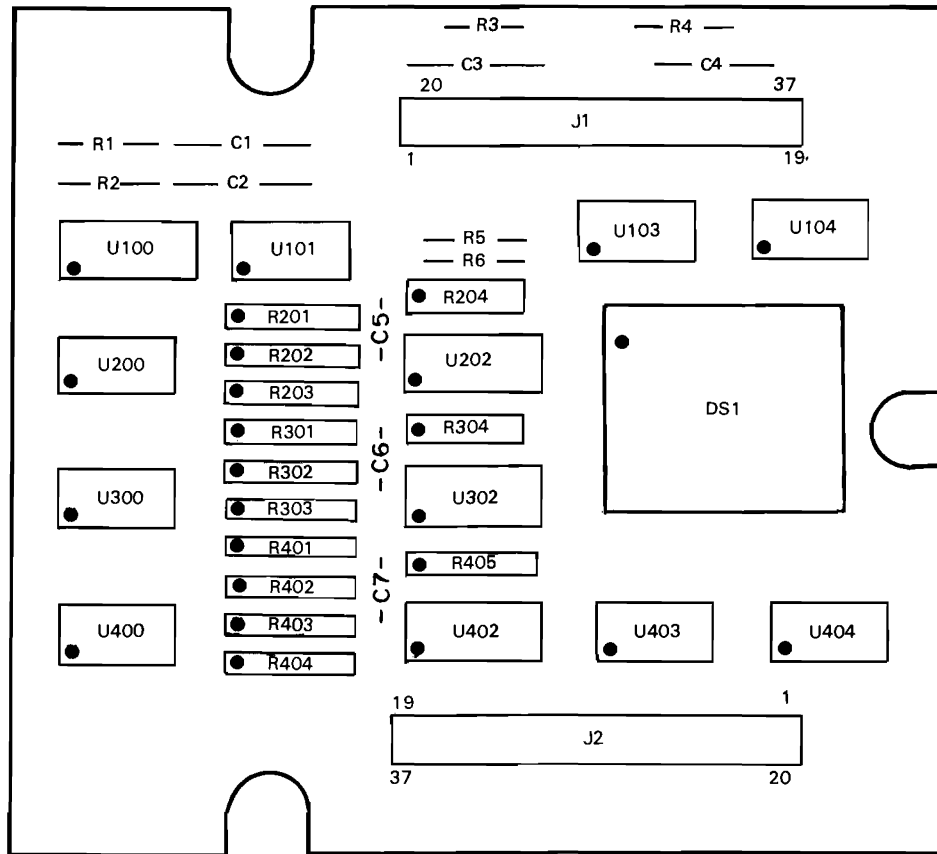 R3 R4
C3 C4
20 37
J1
1 19
R1 C1
R2 C2
U100 U101 U103 U104
R5
R6
R204
R201
C5
R202
U200 U202
R203
DS1
R301 R304
C6
R302
U300 U302
R303
R401
R405
R402
C7
R403
U400 U402 U403 U404
R404
19 1
J2
37 20